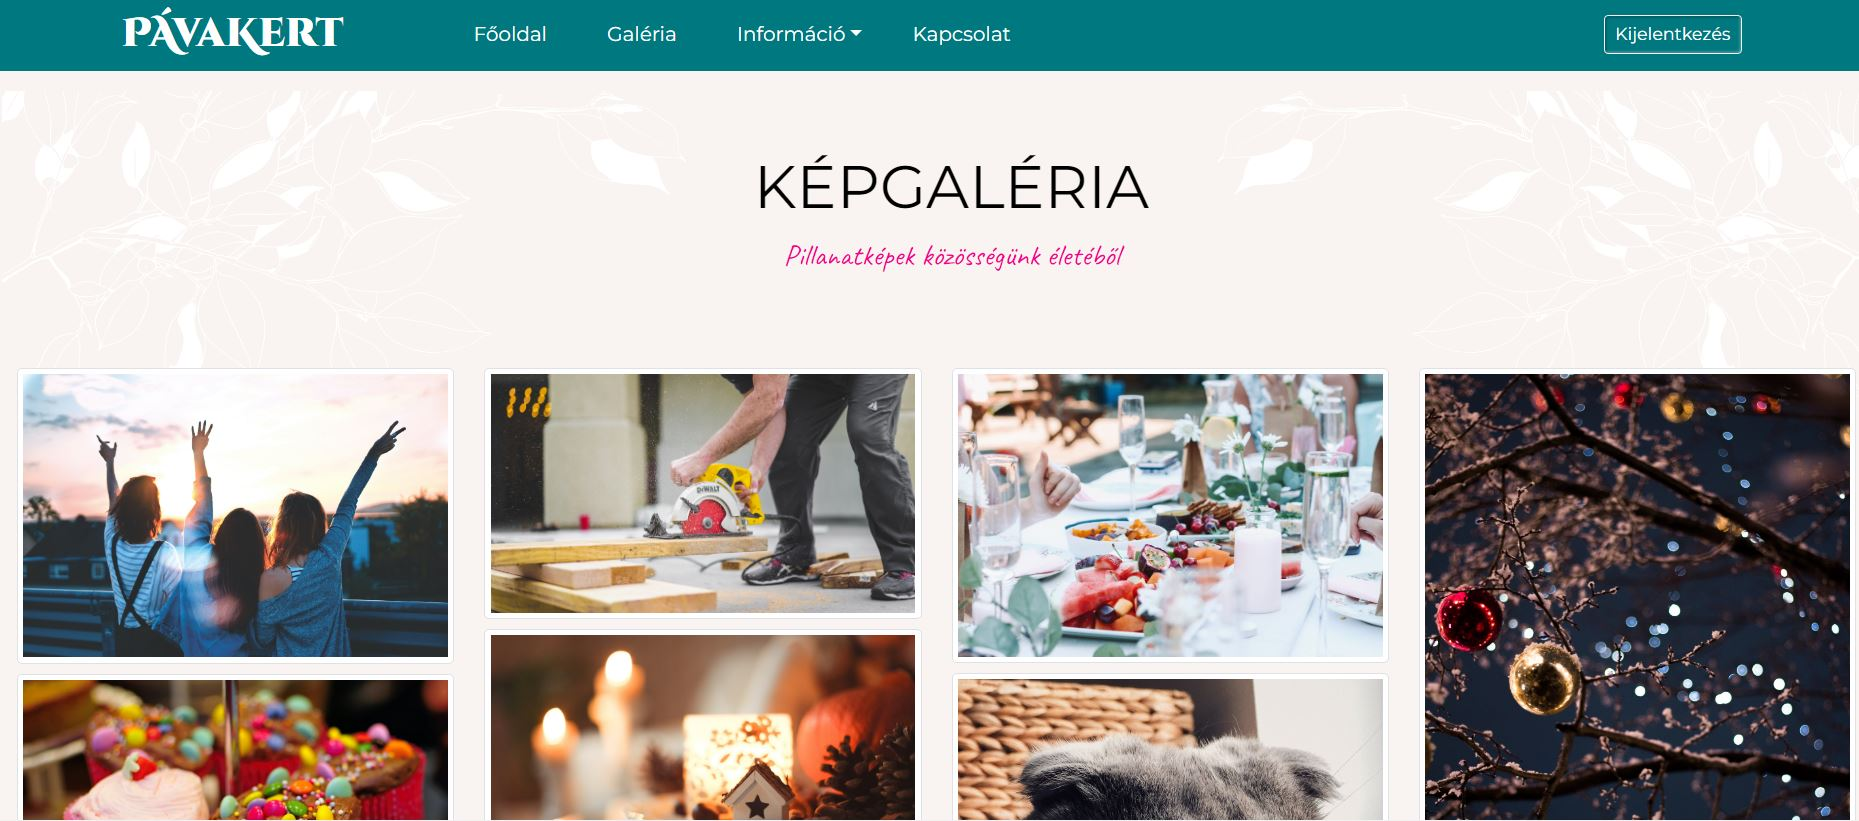 PÁVAKERT
Főoldal Galéria Információ Kapcsolat Kijelentkezés
KÉPGALÉRIA
Pillanatképek közösségünk életéből
DEWALT